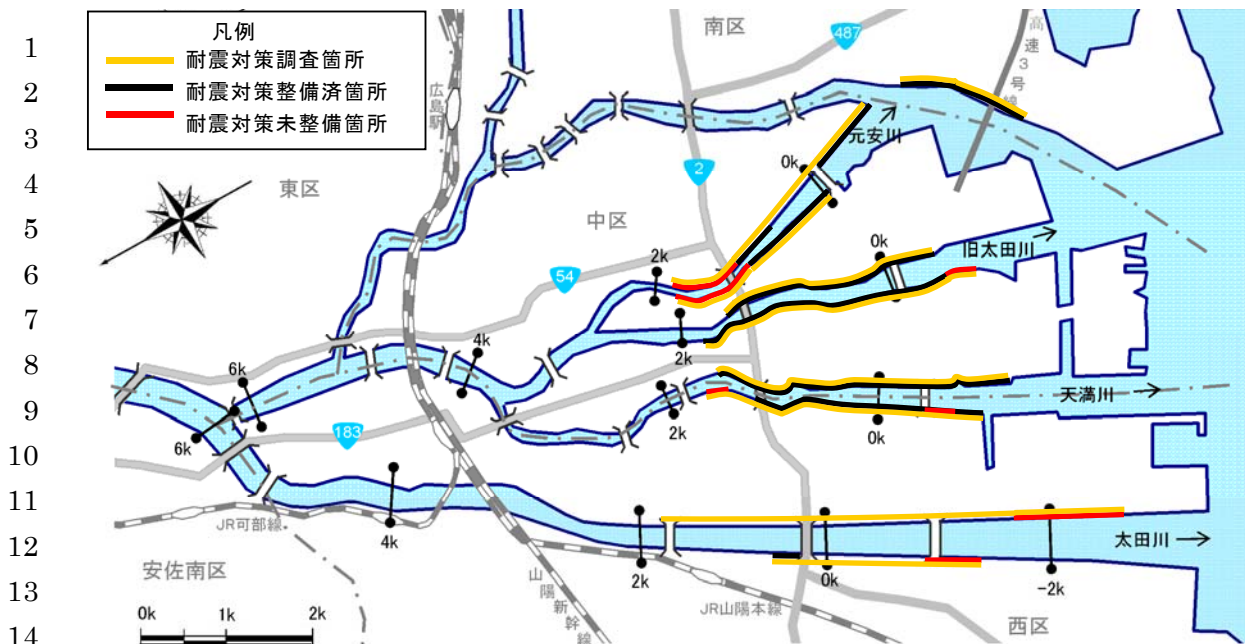 1
2
3
4
5
6
7
8
9
10
11
12
13
14
凡例
耐震対策調査箇所
耐震対策整備済箇所
耐震対策未整備箇所
南区
487
高速3号線
広島駅
元安川
2
0k
東区
中区
旧太田川
0k
2k
54
2k
4k
6k
天満川
6k
183
2k
0k
JR可部線
4k
太田川
2k
0k
-2k
安佐南区
山陽新幹線
JR山陽本線
西区
0k 1k 2k